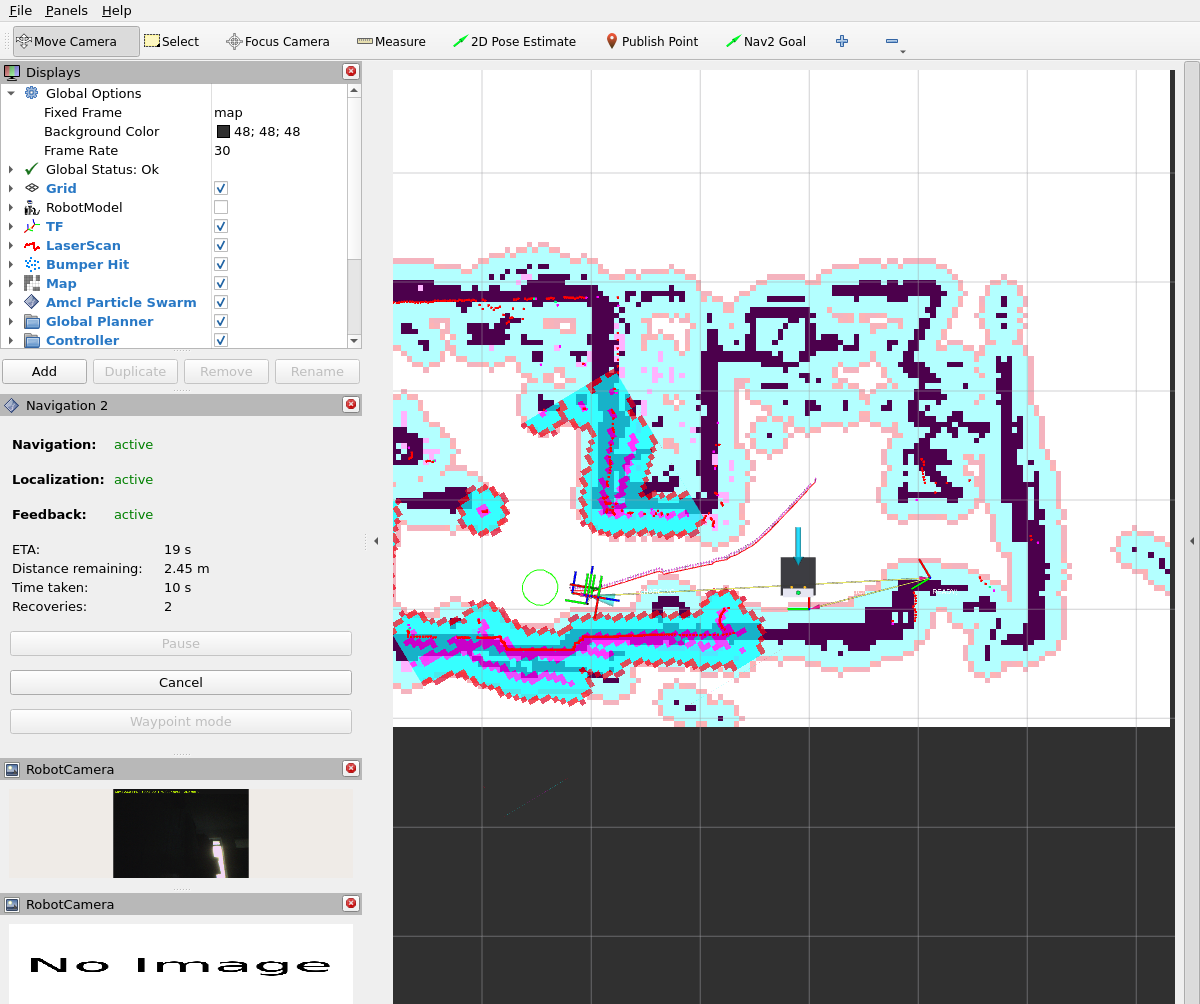 File Panels Help
Move Camera Select Focus Camera Measure 2D Pose Estimate Publish Point Nav2 Goal
Displays
Global Options
Fixed Frame map
Background Color 48; 48; 48
Frame Rate 30
Global Status: Ok
Grid
RobotModel
TF
LaserScan
Bumper Hit
Map
Amcl Particle Swarm
Global Planner
Controller
Add Duplicate Remove Rename
Navigation 2
Navigation: active
Localization: active
Feedback: active
ETA: 19 s
Distance remaining: 2.45 m
Time taken: 10 s
Recoveries: 2
Pause
Cancel
Waypoint mode
RobotCamera
RobotCamera
No Image